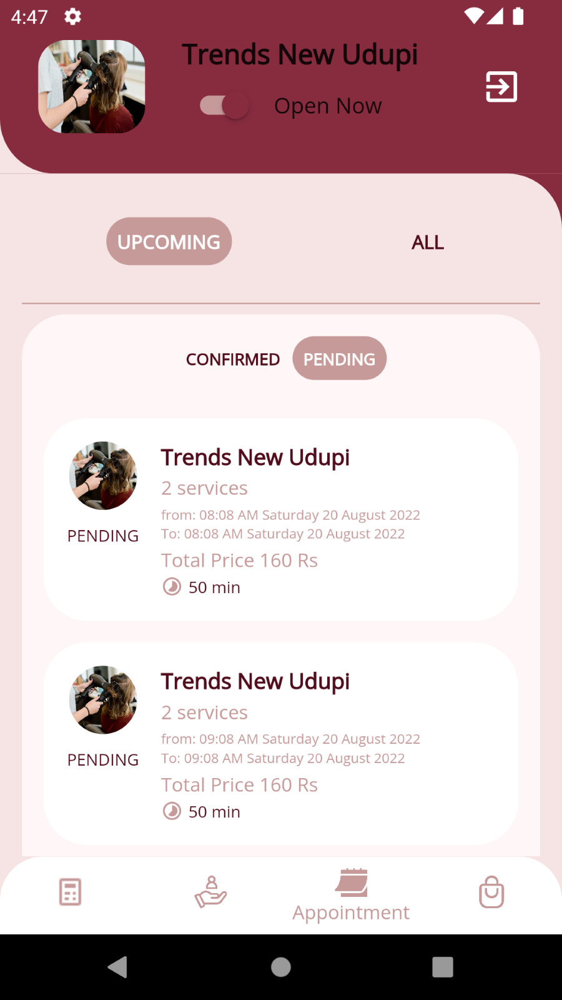 4:47
Trends New Udupi
Open Now
UPCOMING
ALL
CONFIRMED
PENDING
Trends New Udupi
2 services
from: 08:08 AM Saturday 20 August 2022
To: 08:08 AM Saturday 20 August 2022
PENDING
Total Price 160 Rs
50 min
Trends New Udupi
2 services
from: 09:08 AM Saturday 20 August 2022
To: 09:08 AM Saturday 20 August 2022
PENDING
Total Price 160 Rs
50 min
Appointment